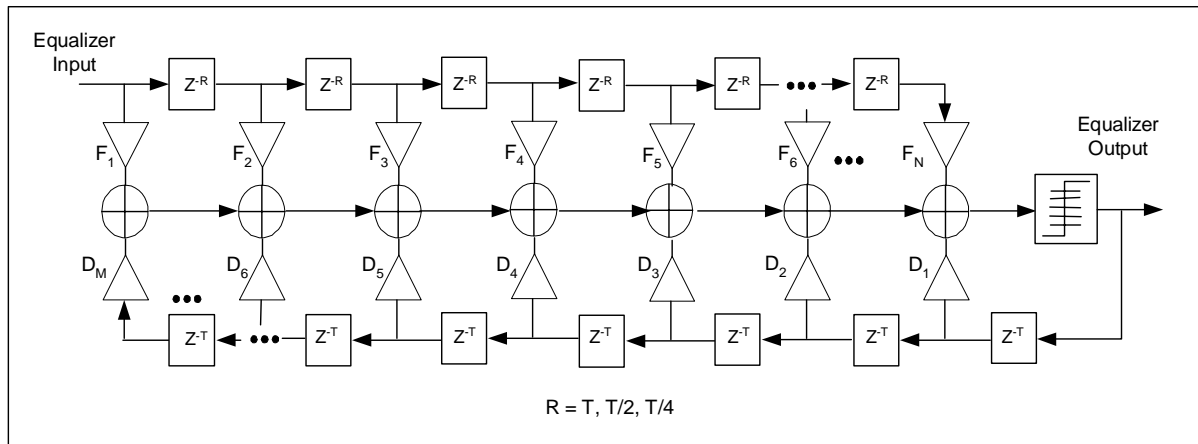 Equalizer
Input
Z-R Z-R Z-R Z-R Z-R Z-R
Equalizer
Output
F1 F2 F3 F4 F5 F6 FN
DM D6 D5 D4 D3 D2 D1
Z-T Z-T Z-T Z-T Z-T Z-T Z-T
R = T, T/2, T/4